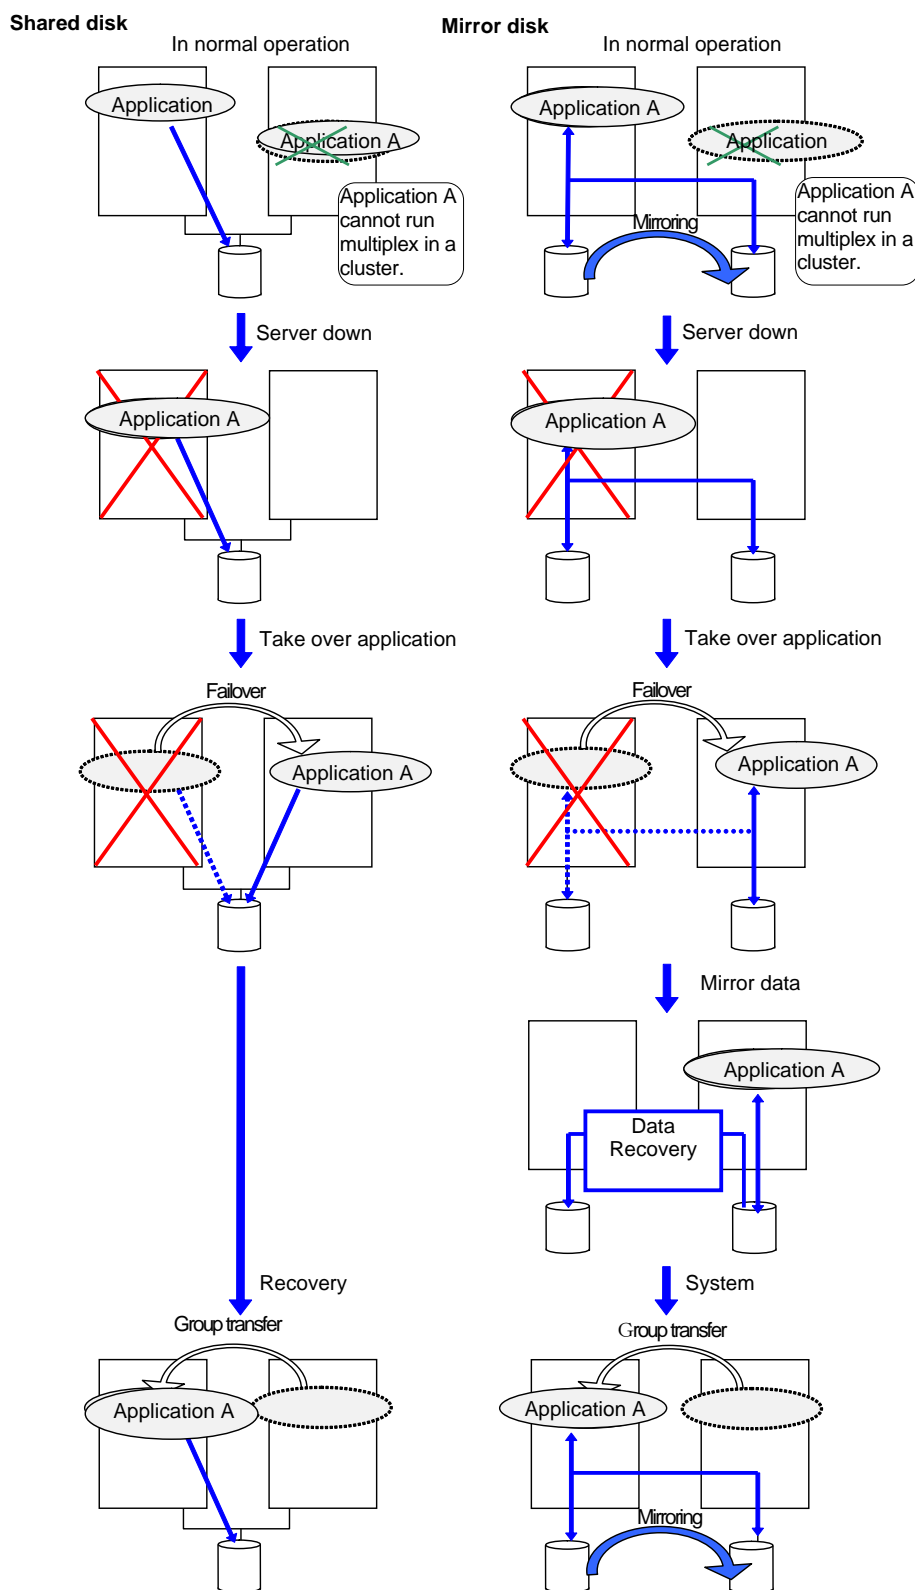 Shared disk
In normal operation
Application
Application A
Application A
cannot run
multiplex in a
cluster.
Server down
Application A
Take over application
Failover
Application A
Recovery
Group transfer
Application A
Mirror disk
In normal operation
Application A
Application
Application A
cannot run
multiplex in a
cluster.
Mirroring
Server down
Application A
Take over application
Failover
Application A
Mirror data
Application A
Data
Recovery
System
Group transfer
Application A
Mirroring